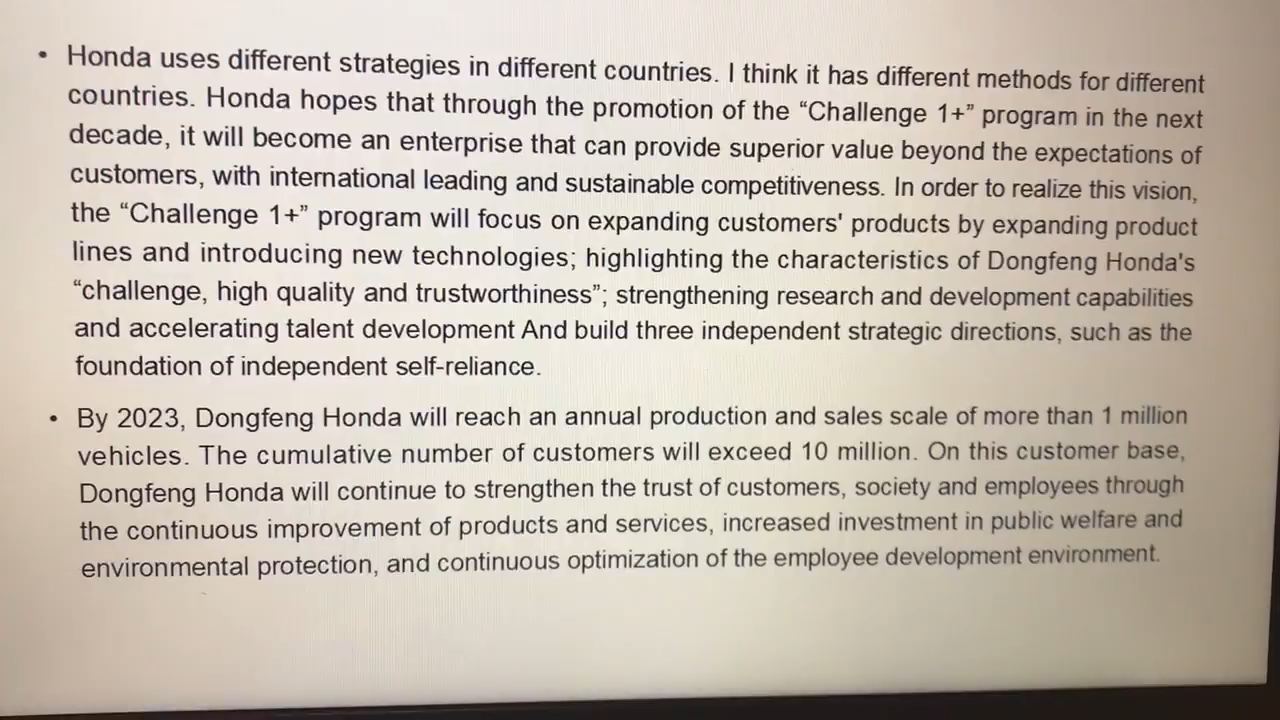 • Honda uses different strategies in different countries. I think it has different methods for different
countries. Honda hopes that through the promotion of the “Challenge 1+” program in the next
decade, it will become an enterprise that can provide superior value beyond the expectations of
customers, with international leading and sustainable competitiveness. In order to realize this vision,
the “Challenge 1+” program will focus on expanding customers' products by expanding product
lines and introducing new technologies; highlighting the characteristics of Dongfeng Honda's
“challenge, high quality and trustworthiness”; strengthening research and development capabilities
and accelerating talent development And build three independent strategic directions, such as the
foundation of independent self-reliance.
• By 2023, Dongfeng Honda will reach an annual production and sales scale of more than 1 million
vehicles. The cumulative number of customers will exceed 10 million. On this customer base,
Dongfeng Honda will continue to strengthen the trust of customers, society and employees through
the continuous improvement of products and services, increased investment in public welfare and
environmental protection, and continuous optimization of the employee development environment.